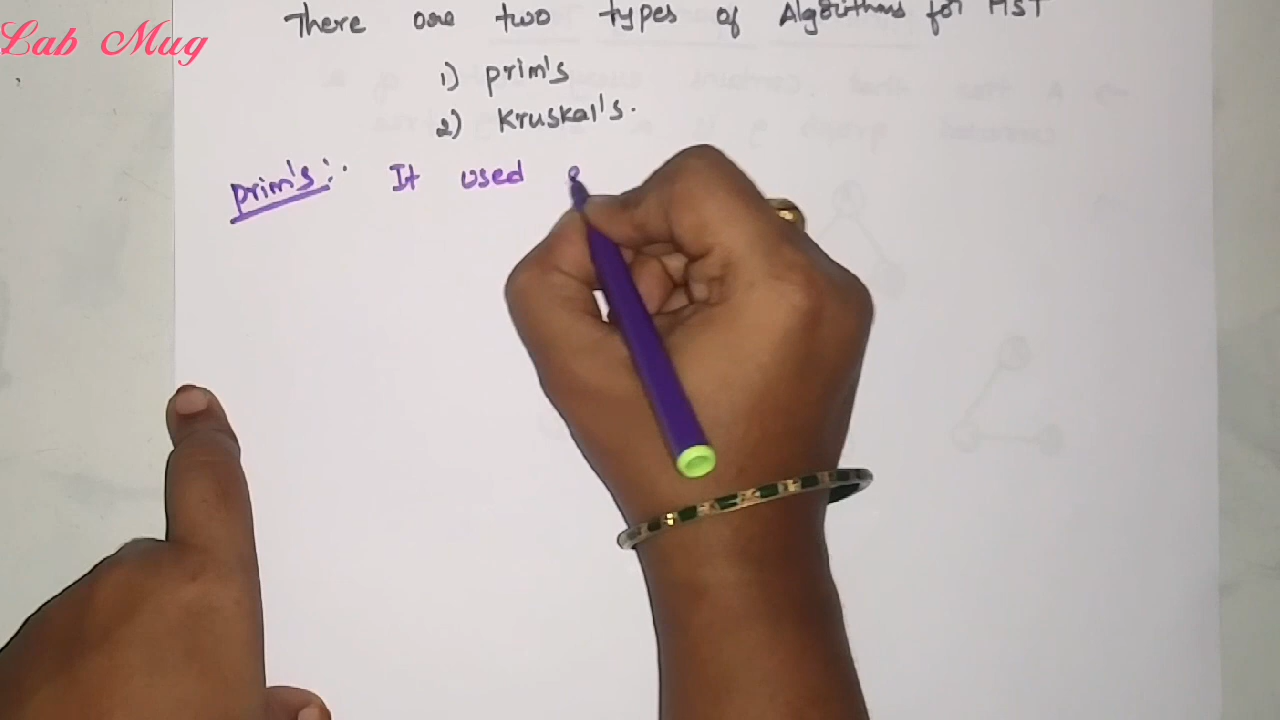 Lab Mug
There are two types of Algorithms for MST
1) prim's
2) Kruskal's.
prim's:- It used